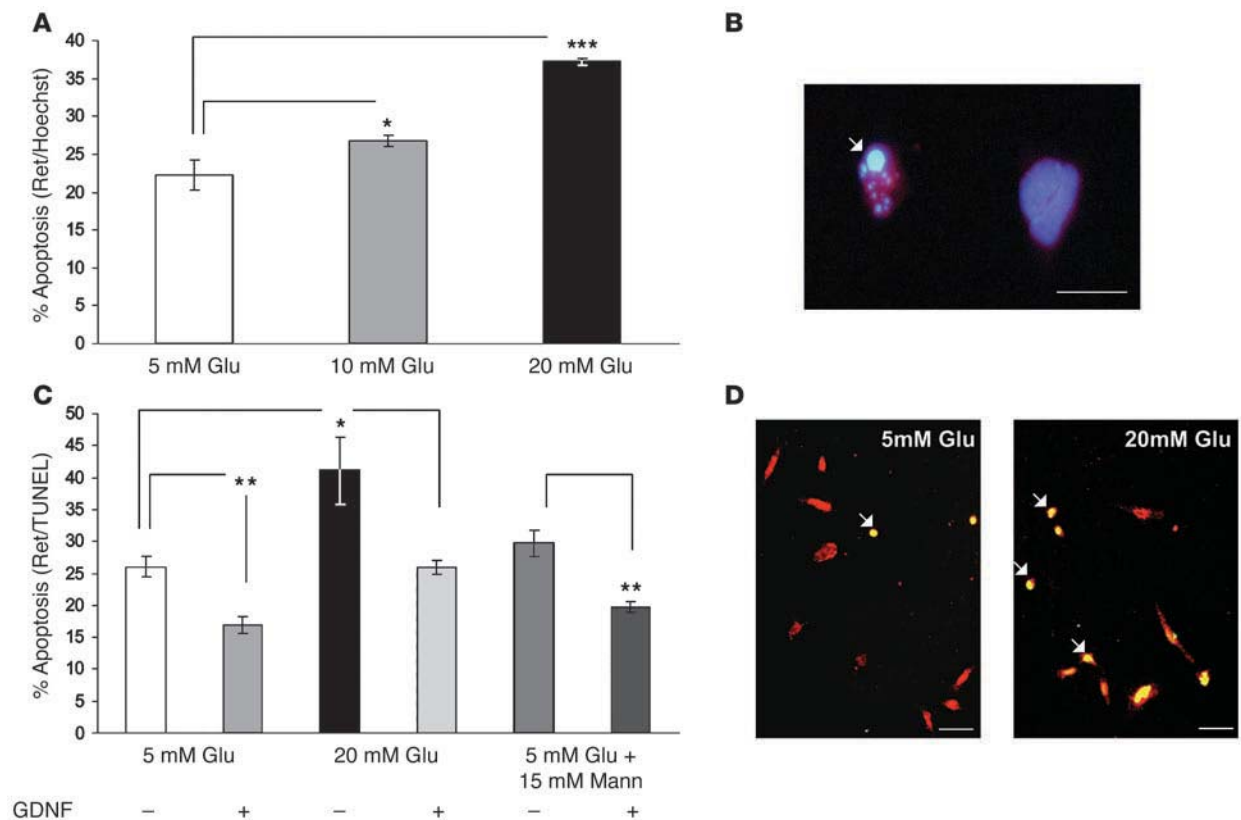 A
% Apoptosis (Ret/Hoechst)
40
35
30
25
20
15
10
5
0
*
***
5 mM Glu 10 mM Glu 20 mM Glu
B
C
% Apoptosis (Ret/TUNEL)
50
45
40
35
30
25
20
15
10
5
0
**
*
**
5 mM Glu 20 mM Glu 5 mM Glu +
15 mM Mann
GDNF – + – + – +
D
5mM Glu
20mM Glu